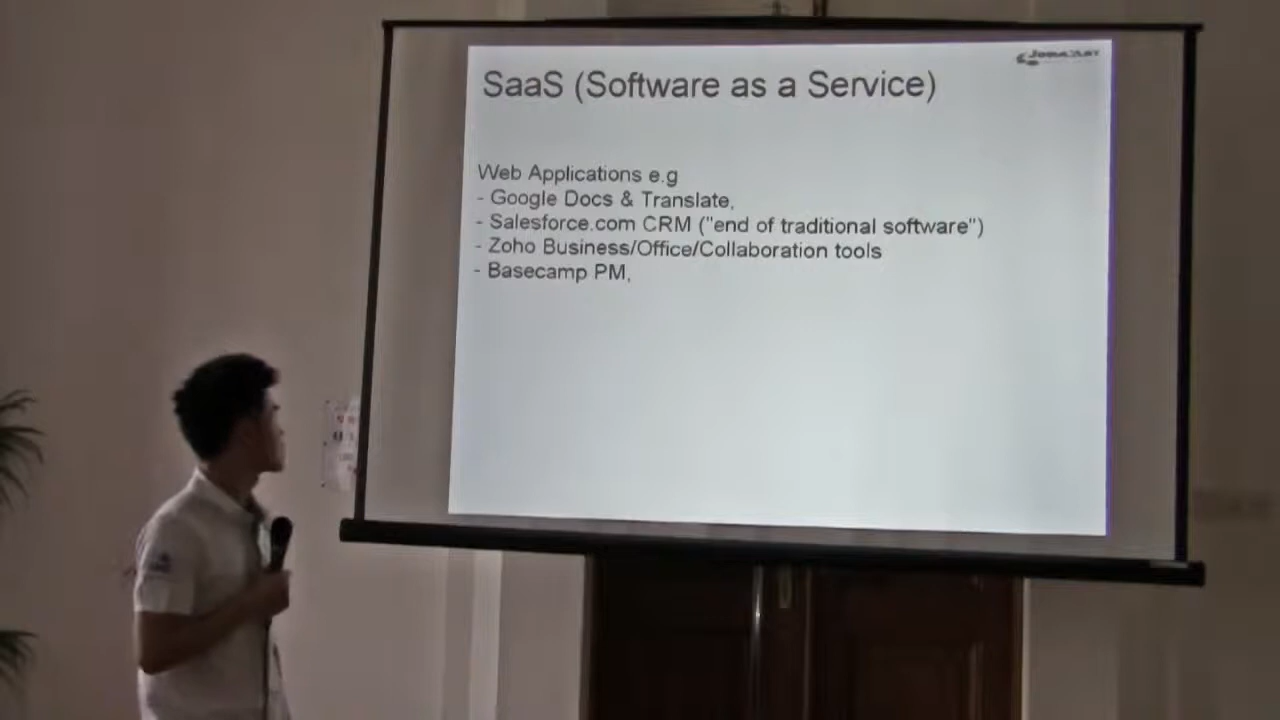 SaaS (Software as a Service)
Web Applications e.g
- Google Docs & Translate,
- Salesforce.com CRM ("end of traditional software")
- Zoho Business/Office/Collaboration tools
- Basecamp PM,